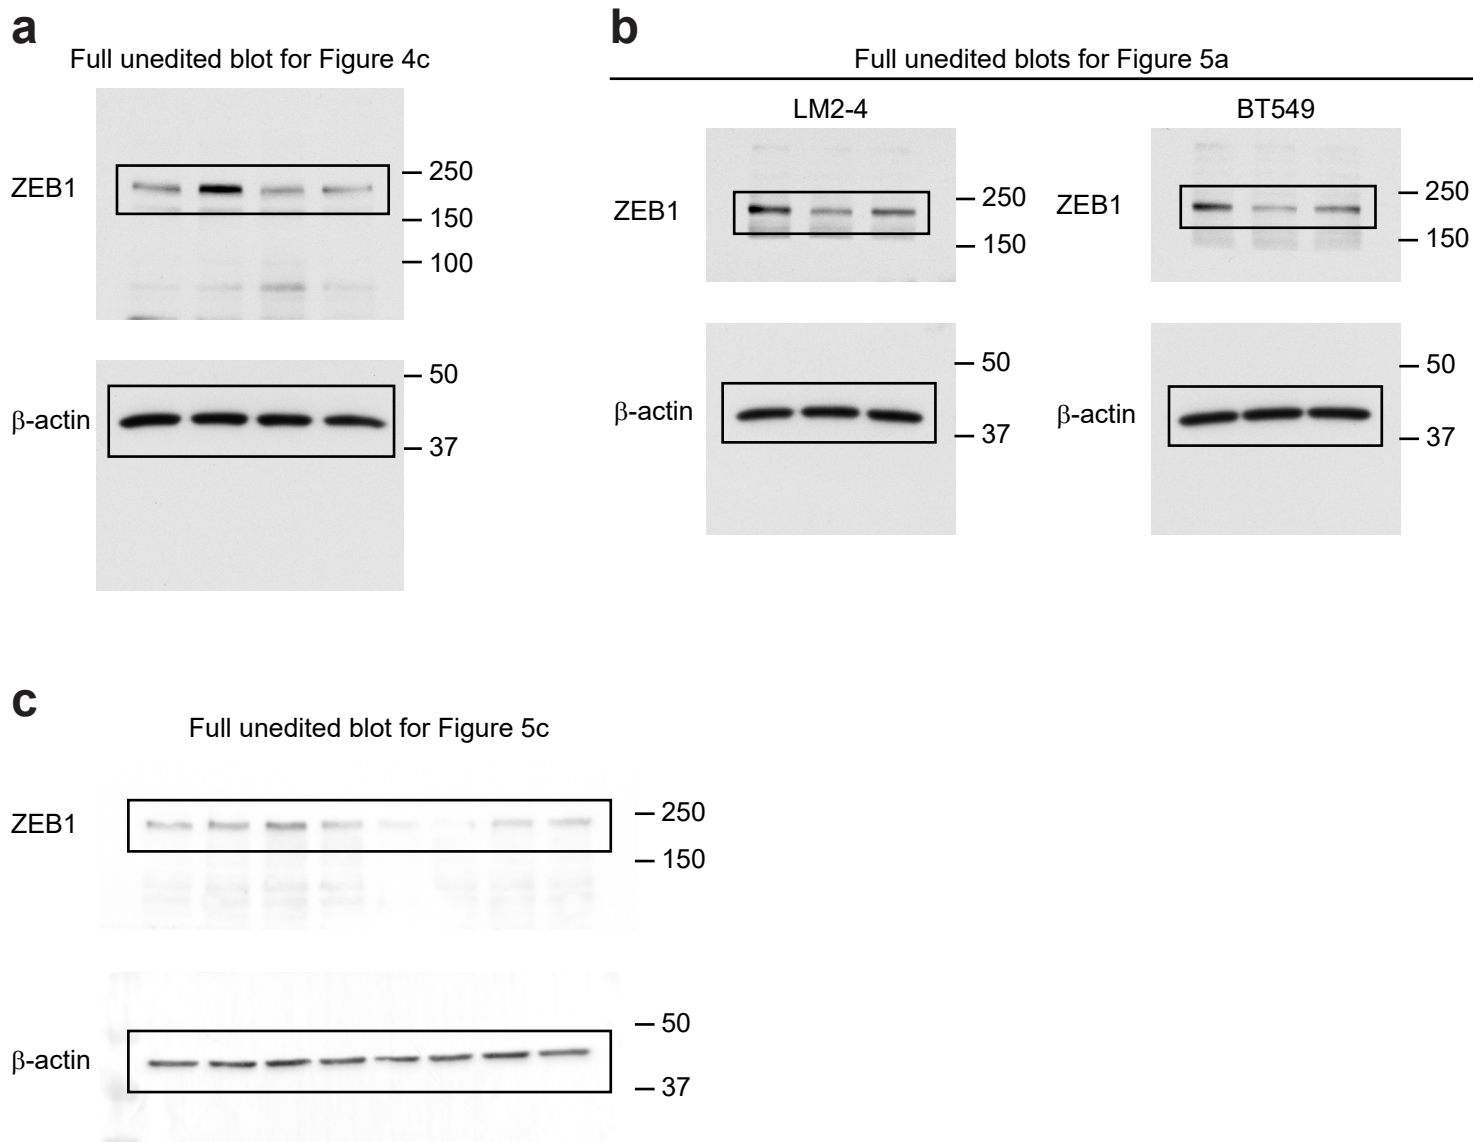 a
Full unedited blot for Figure 4c
ZEB1
250
150
100
β-actin
50
37
b
Full unedited blots for Figure 5a
LM2-4
ZEB1
250
150
β-actin
50
37
BT549
ZEB1
250
150
β-actin
50
37
c
Full unedited blot for Figure 5c
ZEB1
250
150
β-actin
50
37